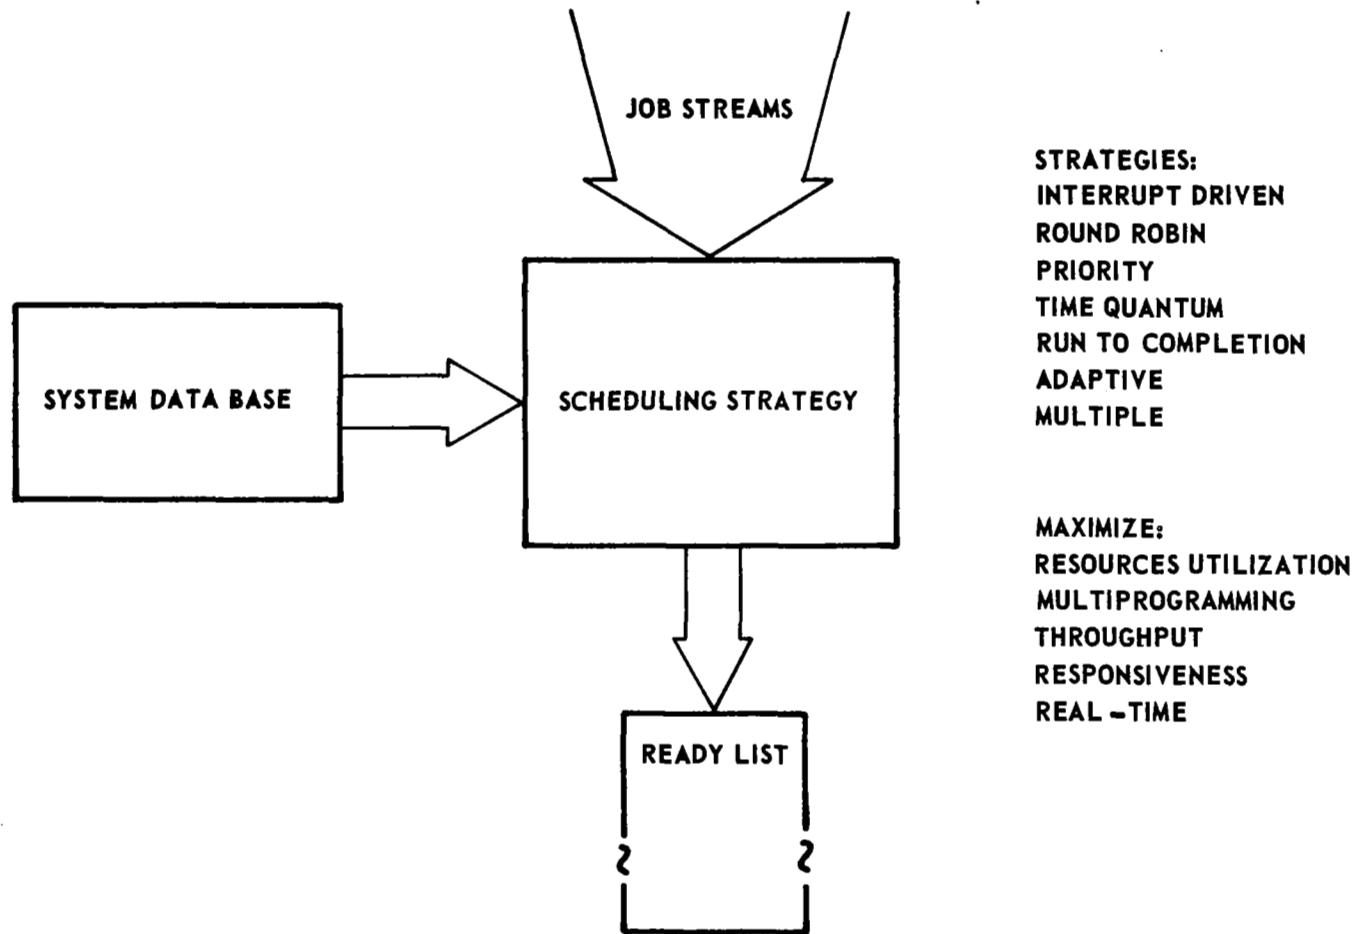 JOB STREAMS
SYSTEM DATA BASE
SCHEDULING STRATEGY
READY LIST
STRATEGIES:
INTERRUPT DRIVEN
ROUND ROBIN
PRIORITY
TIME QUANTUM
RUN TO COMPLETION
ADAPTIVE
MULTIPLE
MAXIMIZE:
RESOURCES UTILIZATION
MULTIPROGRAMMING
THROUGHPUT
RESPONSIVENESS
REAL –TIME